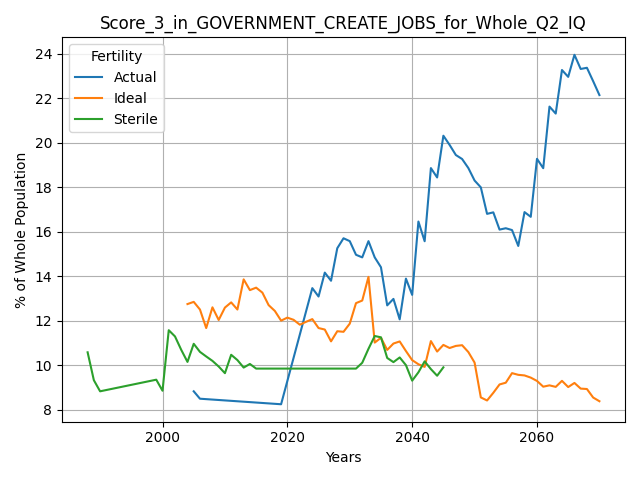 Score_3_in_GOVERNMENT_CREATE_JOBS_for_Whole_Q2_IQ
Fertility
Actual
Ideal
Sterile
% of Whole Population
24
22
20
18
16
14
12
10
8
2000 2020 2040 2060
Years